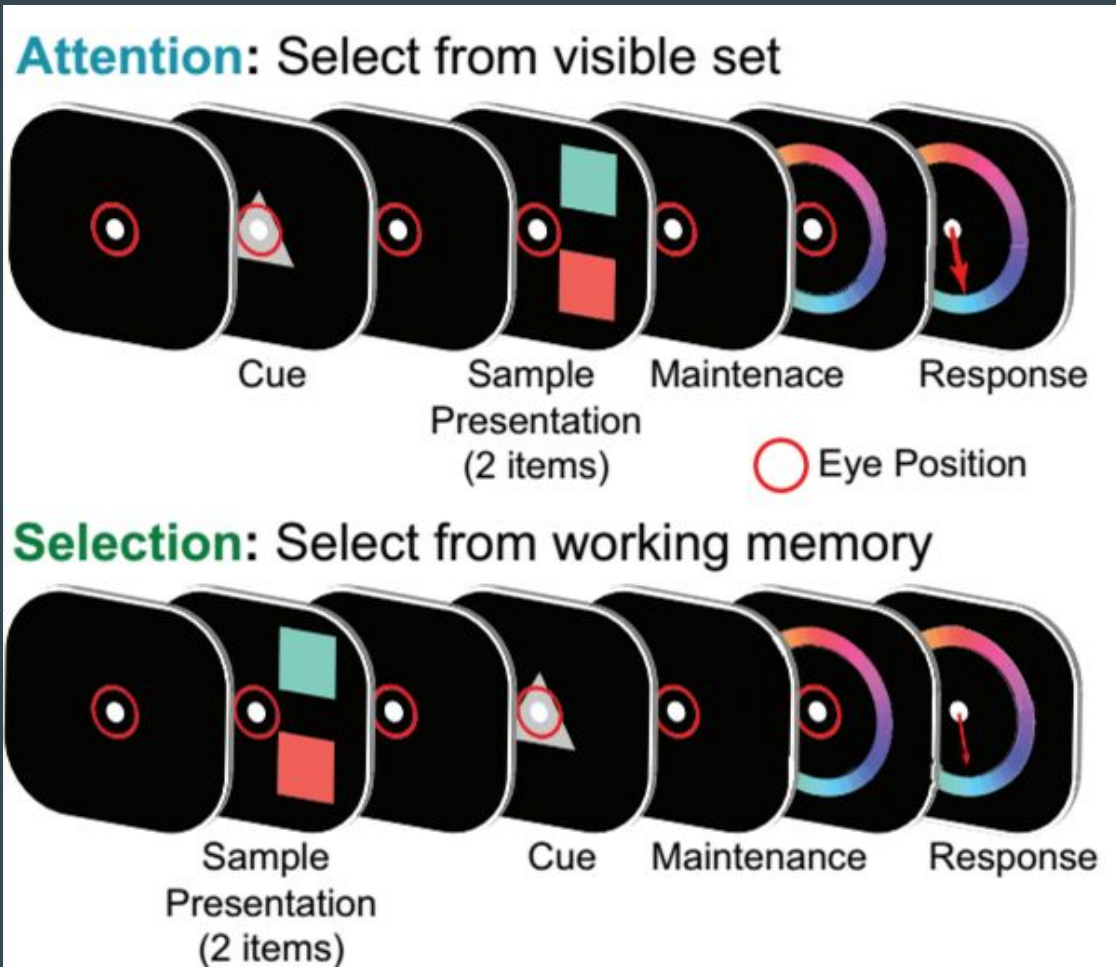 Attention: Select from visible set
Cue
Sample
Presentation
(2 items)
Maintenace
Response
Eye Position
Selection: Select from working memory
Sample
Presentation
(2 items)
Cue
Maintenance
Response